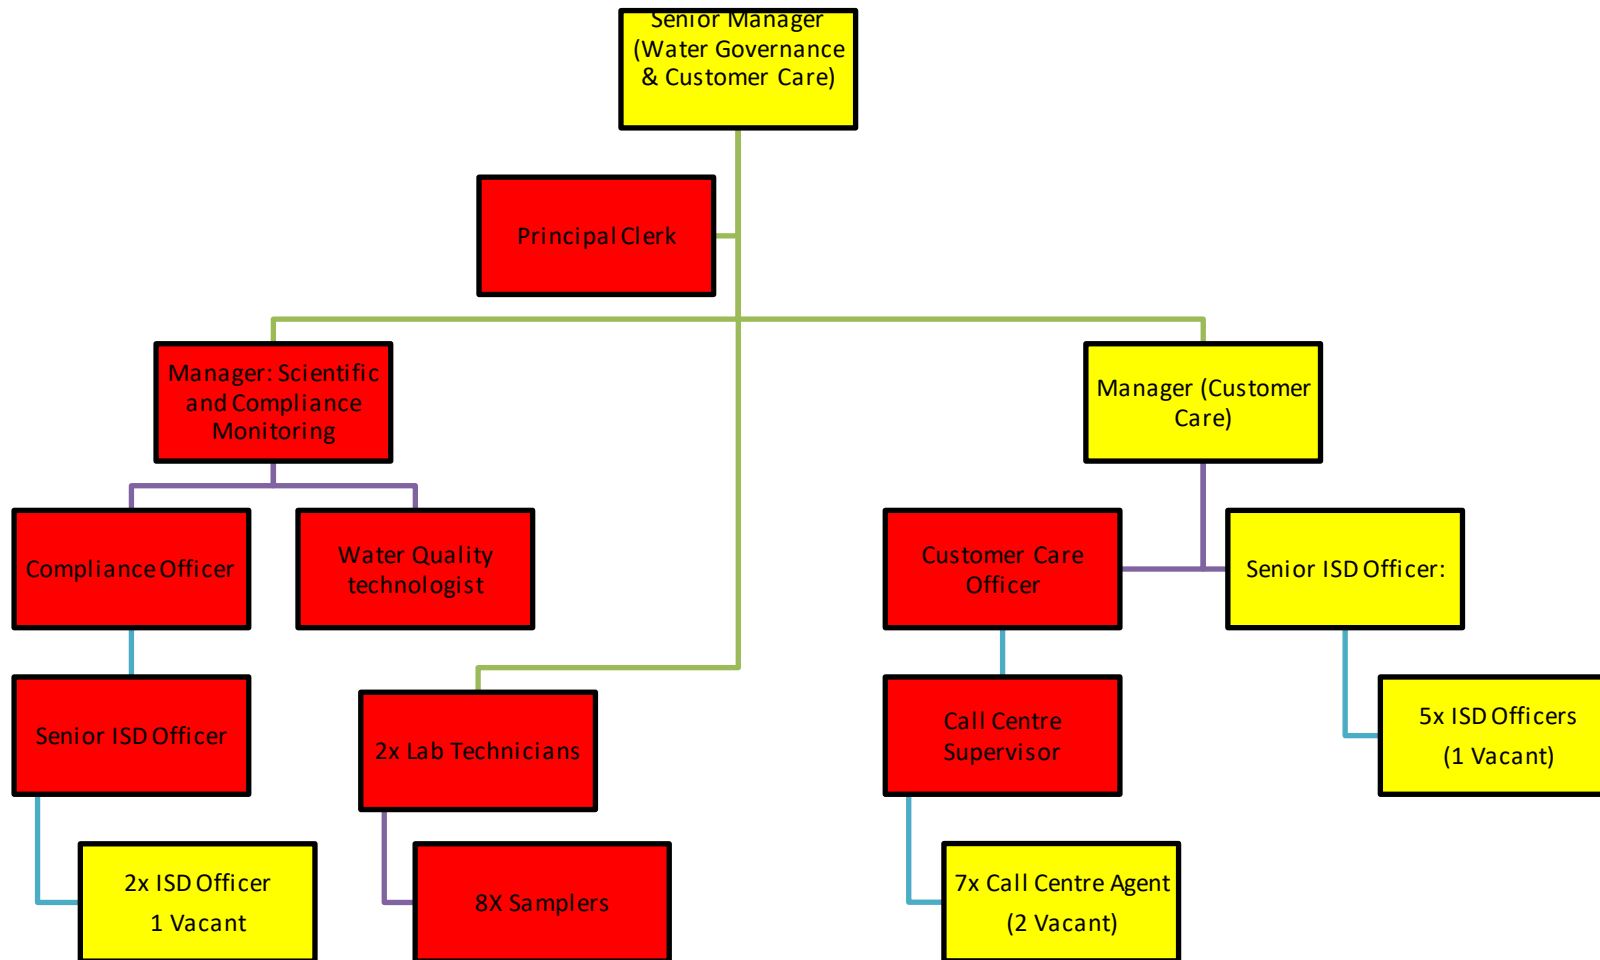 Senior Manager
(Water Governance
& Customer Care)
Principal Clerk
Manager: Scientific
and Compliance
Monitoring
Manager (Customer
Care)
Compliance Officer
Water Quality
technologist
Customer Care
Officer
Senior ISD Officer:
Senior ISD Officer
2x Lab Technicians
Call Centre
Supervisor
5x ISD Officers
(1 Vacant)
2x ISD Officer
1 Vacant
8X Samplers
7x Call Centre Agent
(2 Vacant)